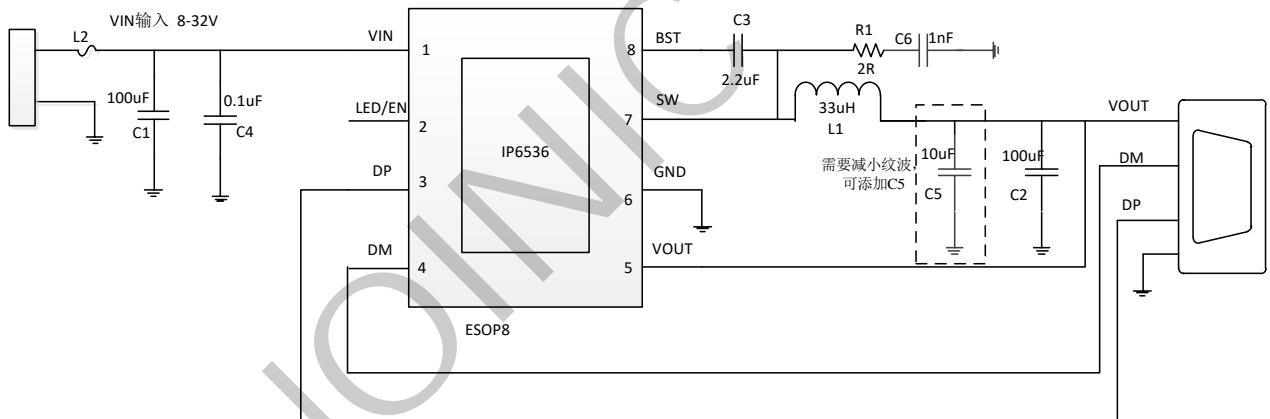 VIN输入 8-32V
L2
VIN
1
100uF
C1
0.1uF
C4
LED/EN
2
DP
3
DM
4
IP6536
ESOP8
8
BST
C3
2.2uF
R1
2R
C6
1nF
SW
7
33uH
L1
GND
6
VOUT
5
需要减小纹波,
可添加C5
10uF
C5
100uF
C2
VOUT
DM
DP
OINIC